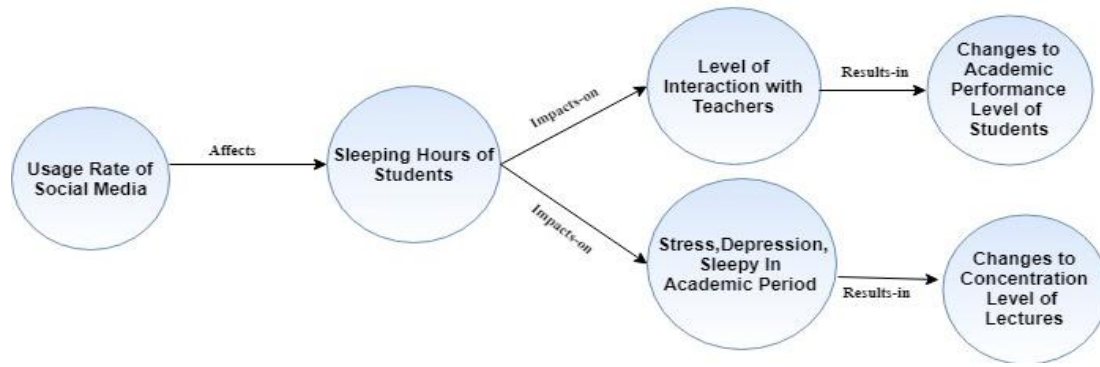 Usage Rate of
Social Media
Affects
Sleeping Hours of
Students
Impacts-on
Level of
Interaction with
Teachers
Results-in
Changes to
Academic
Performance
Level of
Students
Impacts-on
Stress,Depression,
Sleepy In
Academic Period
Results-in
Changes to
Concentration
Level of
Lectures